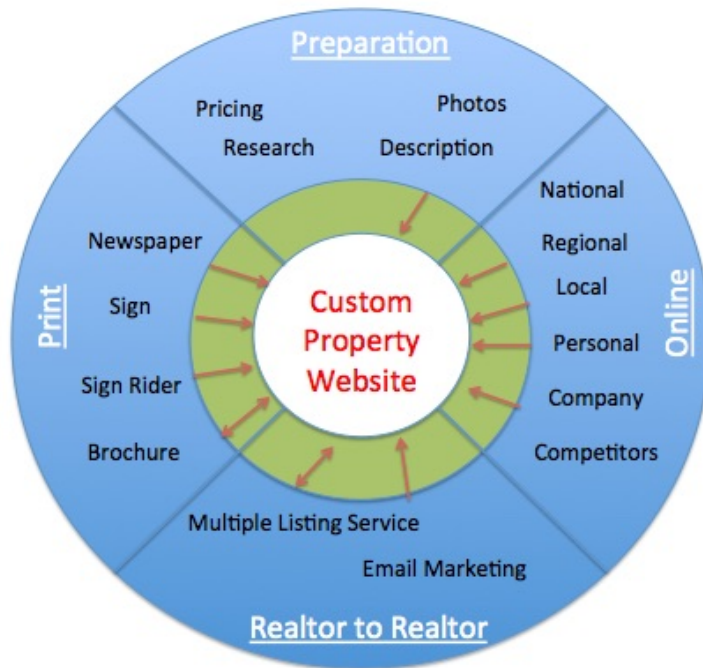 Preparation
Pricing
Photos
Research
Description
Print
Newspaper
Sign
Sign Rider
Brochure
Custom
Property
Website
Online
National
Regional
Local
Personal
Company
Competitors
Multiple Listing Service
Email Marketing
Realtor to Realtor